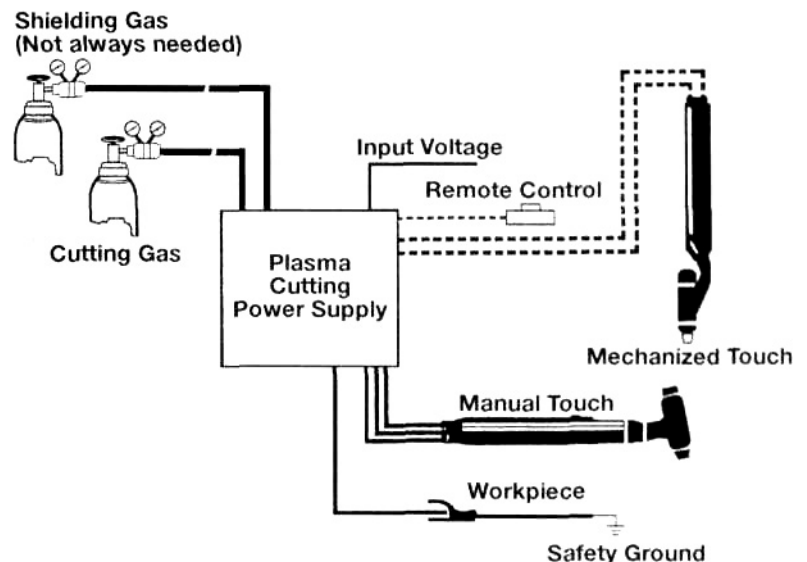 Shielding Gas
(Not always needed)
Input Voltage
Remote Control
Cutting Gas
Plasma
Cutting
Power Supply
Mechanized Touch
Manual Touch
Workpiece
Safety Ground